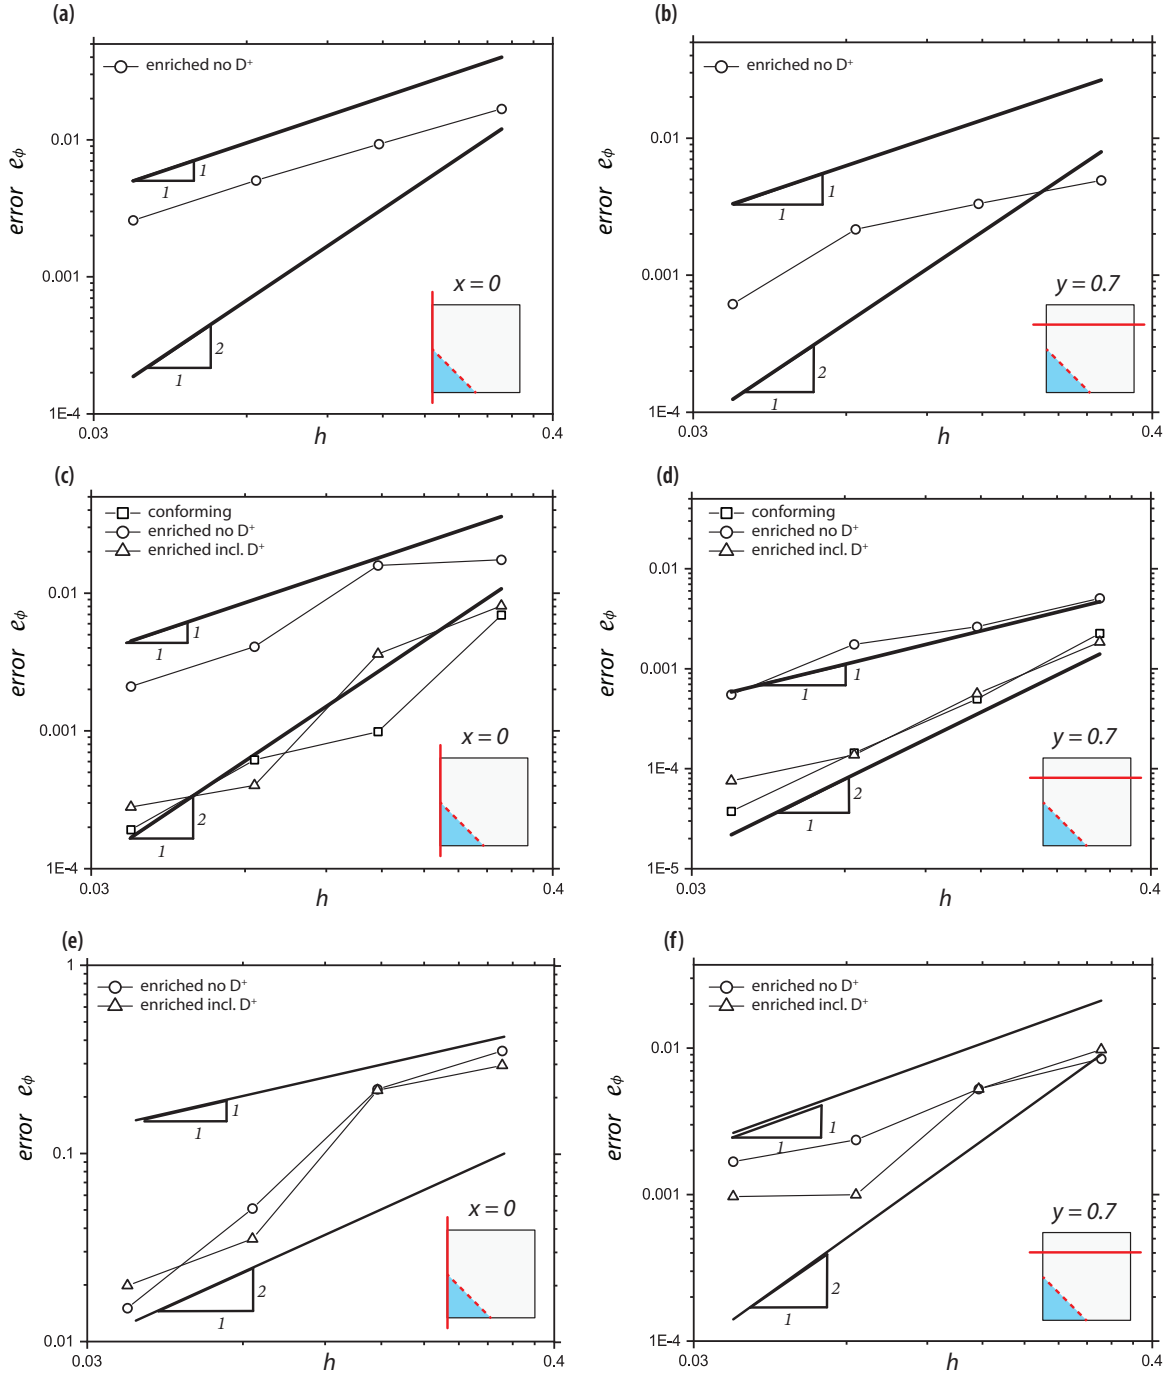 (a)
enriched no D⁺
0.01
0.001
1E-4
error eϕ
1
1
2
1
x = 0
0.03
h
0.4
(b)
enriched no D⁺
0.01
0.001
1E-4
error eϕ
1
1
2
1
y = 0.7
0.03
h
0.4
(c)
conforming
enriched no D⁺
enriched incl. D⁺
0.01
0.001
1E-4
error eϕ
1
1
2
1
x = 0
0.03
h
0.4
(d)
conforming
enriched no D⁺
enriched incl. D⁺
0.01
0.001
1E-4
1E-5
error eϕ
1
1
2
1
y = 0.7
0.03
h
0.4
(e)
1
enriched no D⁺
enriched incl. D⁺
0.1
0.01
error eϕ
1
1
2
1
x = 0
0.03
h
0.4
(f)
enriched no D⁺
enriched incl. D⁺
0.01
0.001
1E-4
error eϕ
1
1
2
1
y = 0.7
0.03
h
0.4